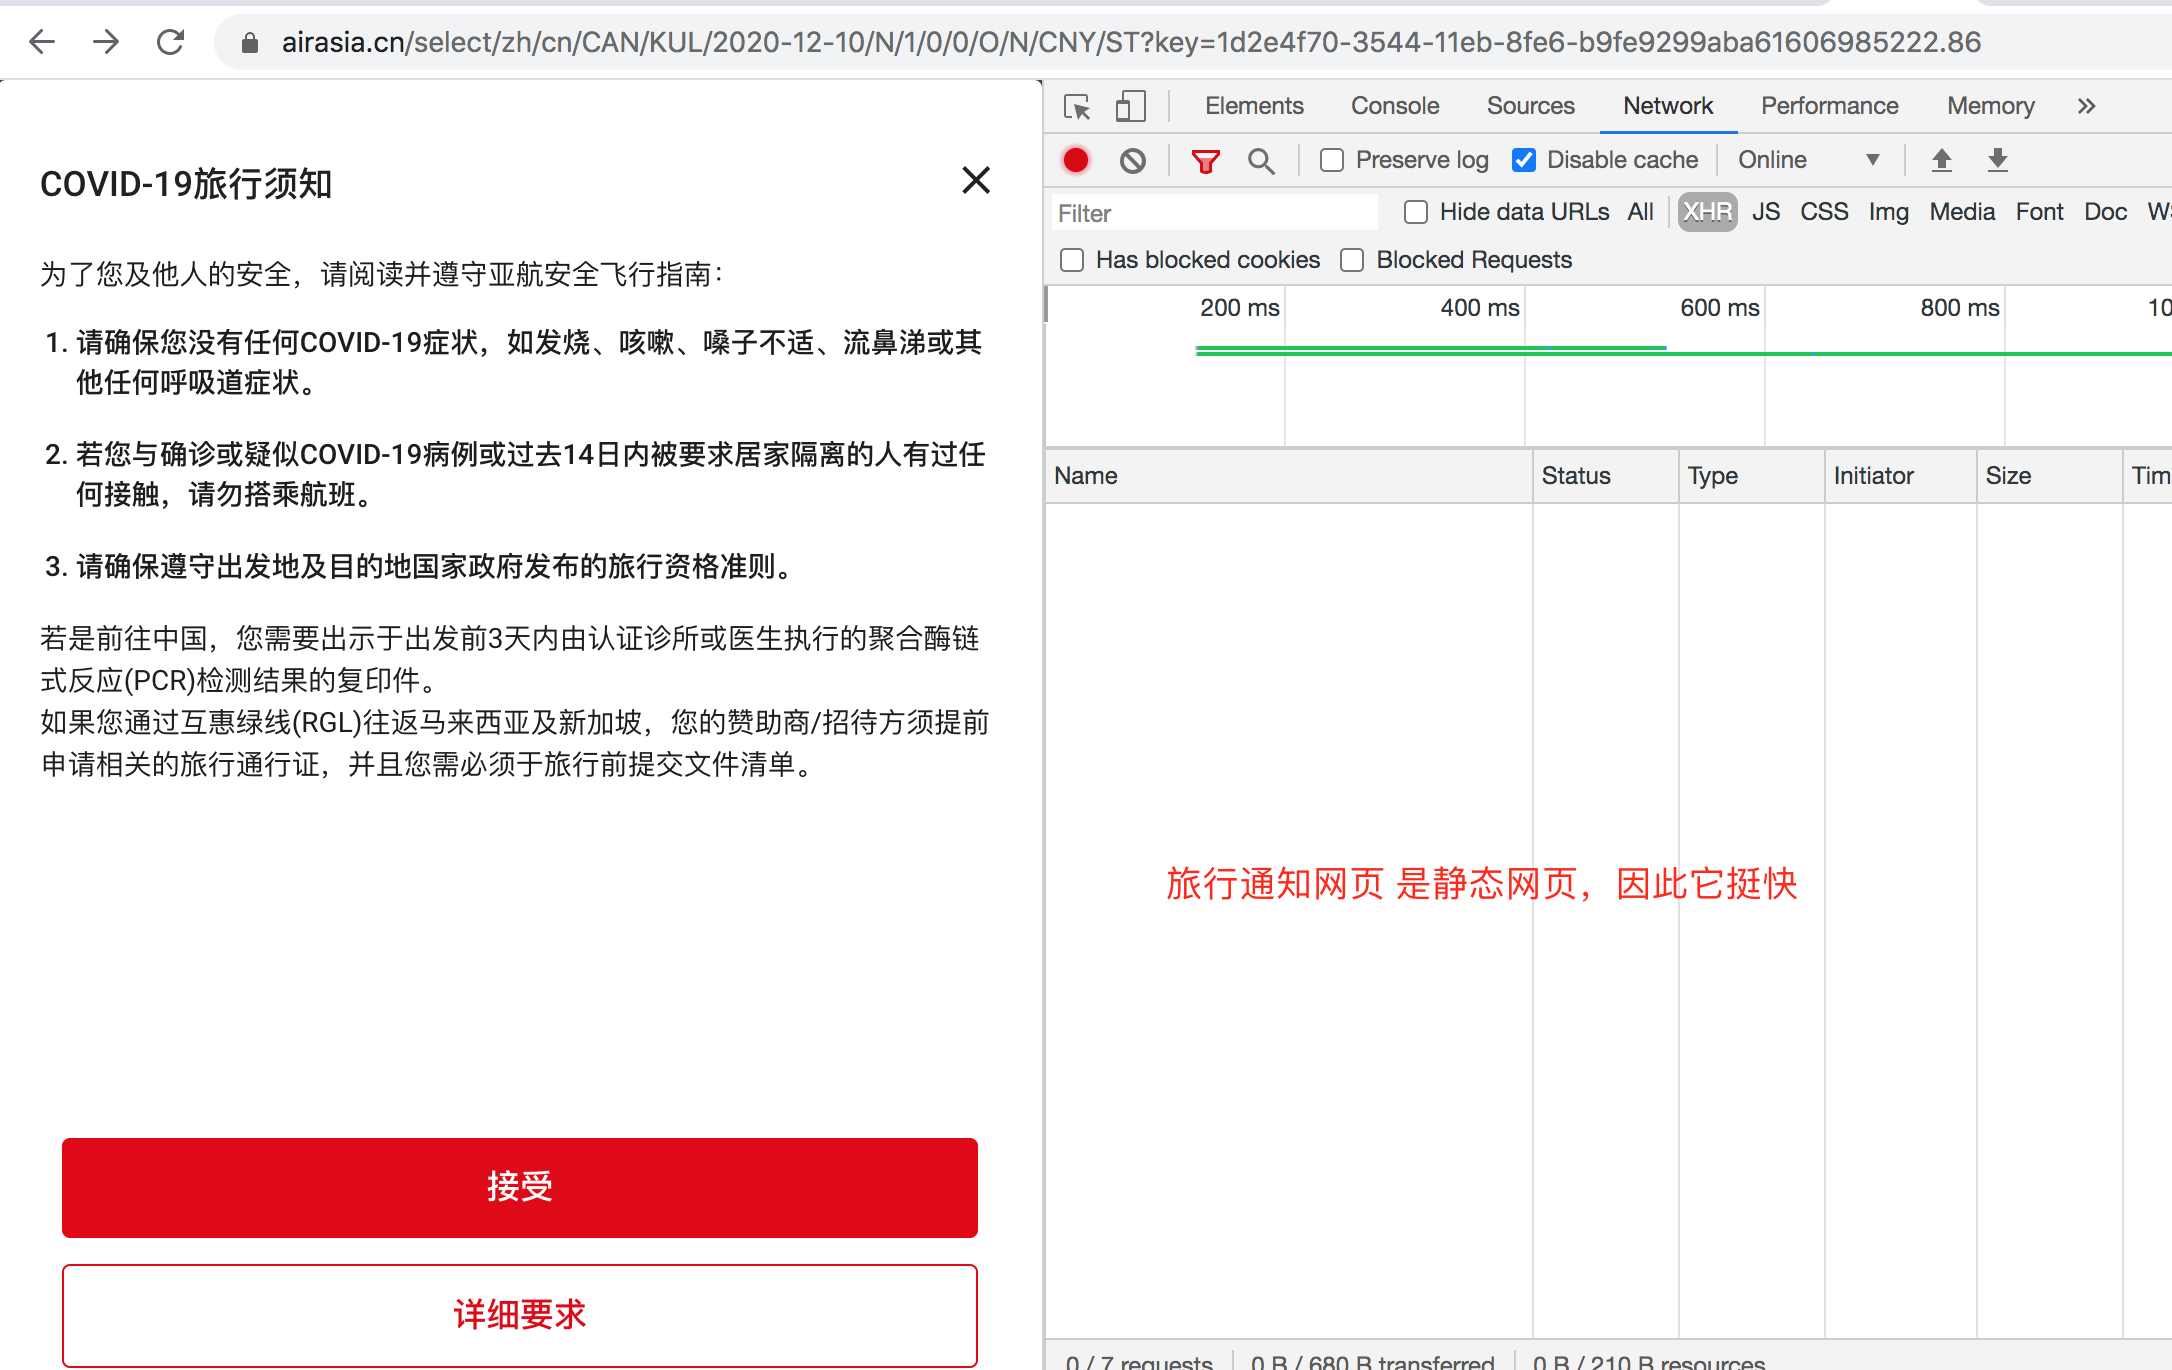 airasia.cn/select/zh/cn/CAN/KUL/2020-12-10/N/1/0/0/O/N/CNY/ST?key=1d2e4f70-3544-11eb-8fe6-b9fe9299aba61606985222.86
COVID-19旅行须知
为了您及他人的安全，请阅读并遵守亚航安全飞行指南：
1. 请确保您没有任何COVID-19症状，如发烧、咳嗽、嗓子不适、流鼻涕或其
他任何呼吸道症状。
2. 若您与确诊或疑似COVID-19病例或过去14日内被要求居家隔离的人有过任
何接触，请勿搭乘航班。
3. 请确保遵守出发地及目的地国家政府发布的旅行资格准则。
若是前往中国，您需要出示于出发前3天内由认证诊所或医生执行的聚合酶链
式反应(PCR)检测结果的复印件。
如果您通过互惠绿线(RGL)往返马来西亚及新加坡，您的赞助商/招待方须提前
申请相关的旅行通行证，并且您需必须于旅行前提交文件清单。
接受
详细要求
Elements Console Sources Network Performance Memory »
Preserve log Disable cache Online
Filter Hide data URLs All XHR JS CSS Img Media Font Doc WS
Has blocked cookies Blocked Requests
200 ms 400 ms 600 ms 800 ms 10
Name Status Type Initiator Size Tim
旅行通知网页 是静态网页，因此它挺快
0 / 7 requests 0 B / 680 B transferred 0 B / 210 B resources